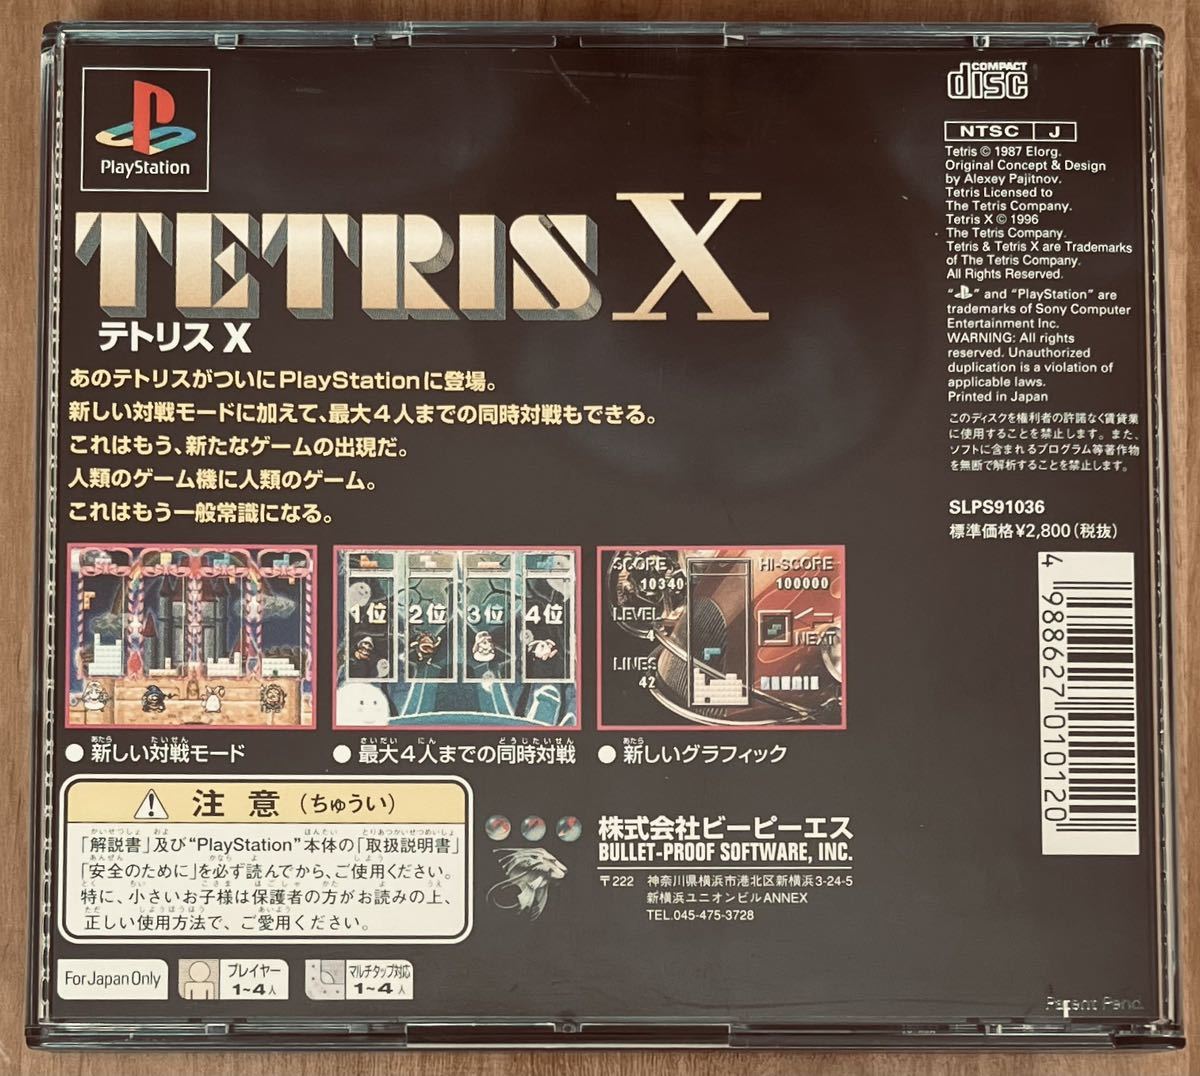 PlayStation
TETRIS X
テトリス X
あのテトリスがついにPlayStationに登場。
新しい対戦モードに加えて、最大4人までの同時対戦もできる。
これはもう、新たなゲームの出現だ。
人類のゲーム機に人類のゲーム。
これはもう一般常識になる。
1位 2位 3位 4位
SCORE
10340
HI-SCORE
100000
LEVEL
4
NEXT
LINES
42
● 新しい対戦モード
● 最大4人までの同時対戦
● 新しいグラフィック
注意(ちゅうい)
「解説書」及び“PlayStation”本体の「取扱説明書」
「安全のために」を必ず読んでから、ご使用ください。
特に、小さいお子様は保護者の方がお読みの上、
正しい使用方法で、ご愛用ください。
For Japan Only
プレイヤー
1~4人
マルチタップ対応
1~4人
株式会社ビーピーエス
BULLET-PROOF SOFTWARE, INC.
〒222 神奈川県横浜市港北区新横浜3-24-5
新横浜ユニオンビルANNEX
TEL.045-475-3728
COMPACT
disc
NTSC J
Tetris © 1987 Elorg.
Original Concept & Design
by Alexey Pajitnov.
Tetris Licensed to
The Tetris Company.
Tetris X © 1996
The Tetris Company.
Tetris & Tetris X are Trademarks
of The Tetris Company.
All Rights Reserved.
“ ” and “PlayStation” are
trademarks of Sony Computer
Entertainment Inc.
WARNING: All rights
reserved. Unauthorized
duplication is a violation of
applicable laws.
Printed in Japan
このディスクを権利者の許諾なく賃貸業
に使用することを禁止します。また、
ソフトに含まれるプログラム等著作物
を無断で解析することを禁止します。
SLPS91036
標準価格¥2,800(税抜)
4 988627 010120
Patent Pend.